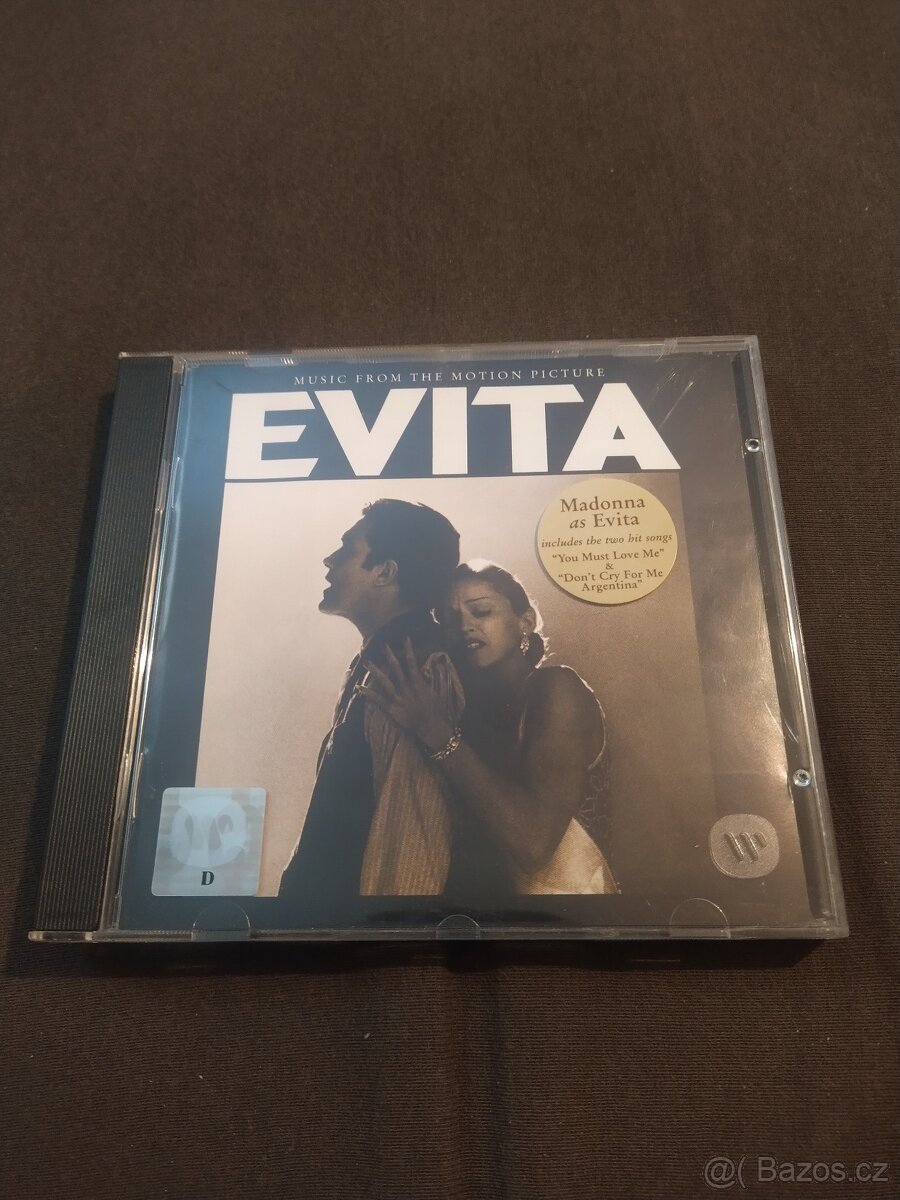 MUSIC FROM THE MOTION PICTURE
EVITA
Madonna
as Evita
includes the two hit songs
"You Must Love Me"
&
"Don't Cry For Me
Argentina"
D
@( Bazos.cz